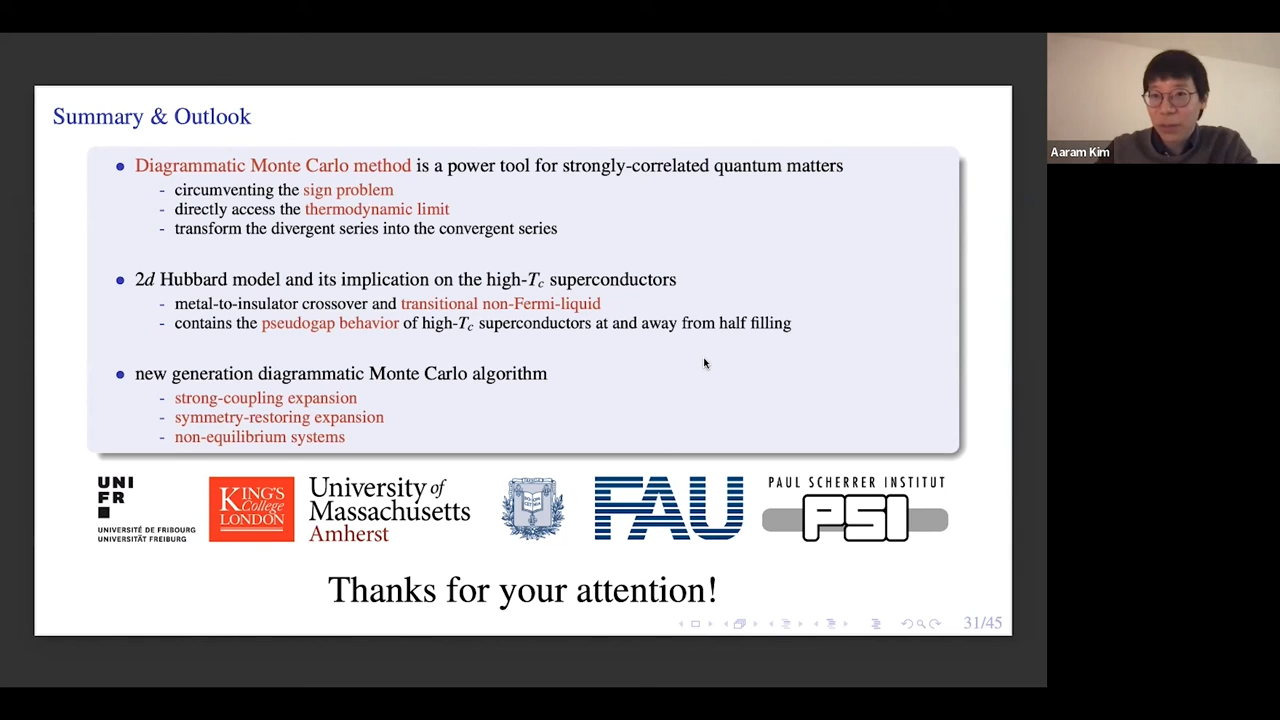 Summary & Outlook
Aaram Kim
• Diagrammatic Monte Carlo method is a power tool for strongly-correlated quantum matters
- circumventing the sign problem
- directly access the thermodynamic limit
- transform the divergent series into the convergent series
• 2d Hubbard model and its implication on the high-Tc superconductors
- metal-to-insulator crossover and transitional non-Fermi-liquid
- contains the pseudogap behavior of high-Tc superconductors at and away from half filling
• new generation diagrammatic Monte Carlo algorithm
- strong-coupling expansion
- symmetry-restoring expansion
- non-equilibrium systems
UNI
FR
UNIVERSITÉ DE FRIBOURG
UNIVERSITÄT FREIBURG
KING'S
College
LONDON
University of
Massachusetts
Amherst
FAU
PAUL SCHERRER INSTITUT
PSI
Thanks for your attention!
31/45